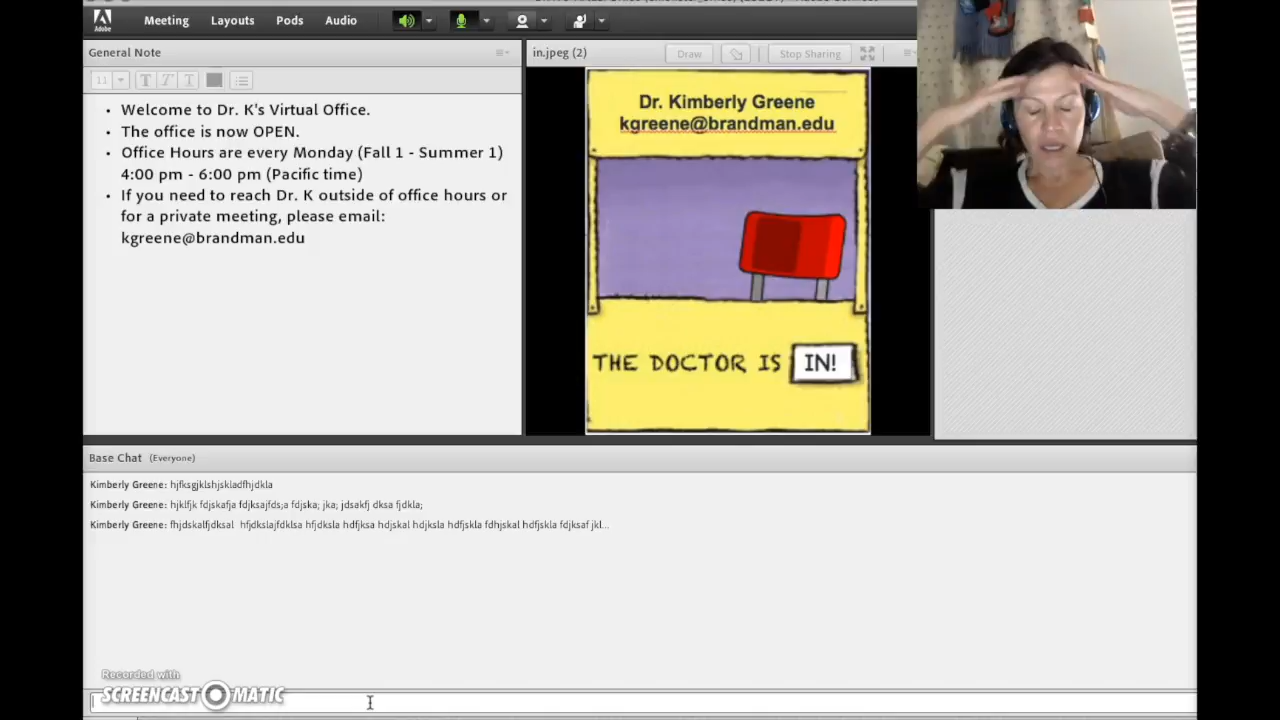 Adobe
Meeting Layouts Pods Audio
General Note
in.jpeg (2)
Draw
Stop Sharing
11
T T T
• Welcome to Dr. K's Virtual Office.
• The office is now OPEN.
• Office Hours are every Monday (Fall 1 - Summer 1)
4:00 pm - 6:00 pm (Pacific time)
• If you need to reach Dr. K outside of office hours or
for a private meeting, please email:
kgreene@brandman.edu
Dr. Kimberly Greene
kgreene@brandman.edu
THE DOCTOR IS IN!
Base Chat (Everyone)
Kimberly Greene: hjfksgjklshjskladfhjdkla
Kimberly Greene: hjklfjk fdjskafja fdjksajfds;a fdjska; jka; jdsakfj dksa fjdkla;
Kimberly Greene: fhjdskalfjdksal hfjdkslajfdklsa hfjdksla hdfjksa hdjskal hdjksla hdfjskla fdhjskal hdfjskla fdjksaf jkl...
Recorded with
SCREENCAST-O-MATIC